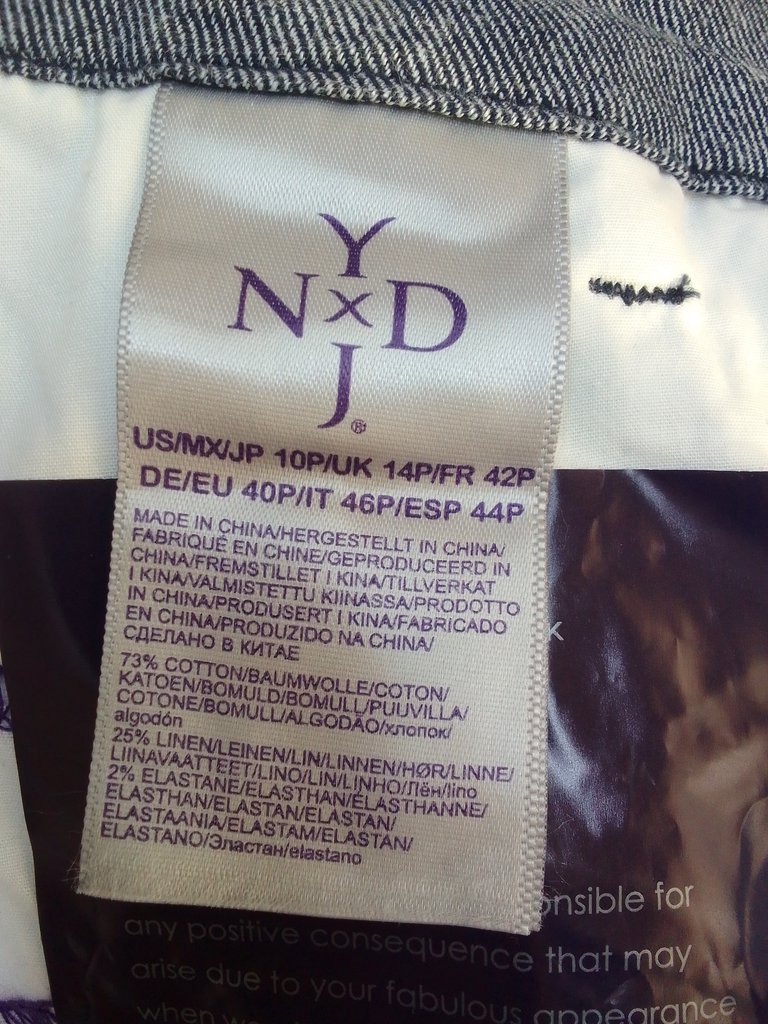 Y
N x D
J®
US/MX/JP 10P/UK 14P/FR 42P
DE/EU 40P/IT 46P/ESP 44P
MADE IN CHINA/HERGESTELLT IN CHINA/
FABRIQUÉ EN CHINE/GEPRODUCEERD IN
CHINA/FREMSTILLET I KINA/TILLVERKAT
I KINA/VALMISTETTU KIINASSA/PRODOTTO
IN CHINA/PRODUSERT I KINA/FABRICADO
EN CHINA/PRODUZIDO NA CHINA/
СДЕЛАНО В КИТАЕ
73% COTTON/BAUMWOLLE/COTON/
KATOEN/BOMULD/BOMULL/PUUVILLA/
COTONE/BOMULL/ALGODÃO/хлопок/
algodón
25% LINEN/LEINEN/LIN/LINNEN/HØR/LINNE/
LIINAVAATTEET/LINO/LIN/LINHO/Лён/lino
2% ELASTANE/ELASTHAN/ÉLASTHANNE/
ELASTHAN/ELASTAN/ELASTAN/
ELASTAANIA/ELASTAM/ELASTAN/
ELASTANO/Эластан/elastano
onsible for
any positive consequence that may
arise due to your fabulous appearance
when